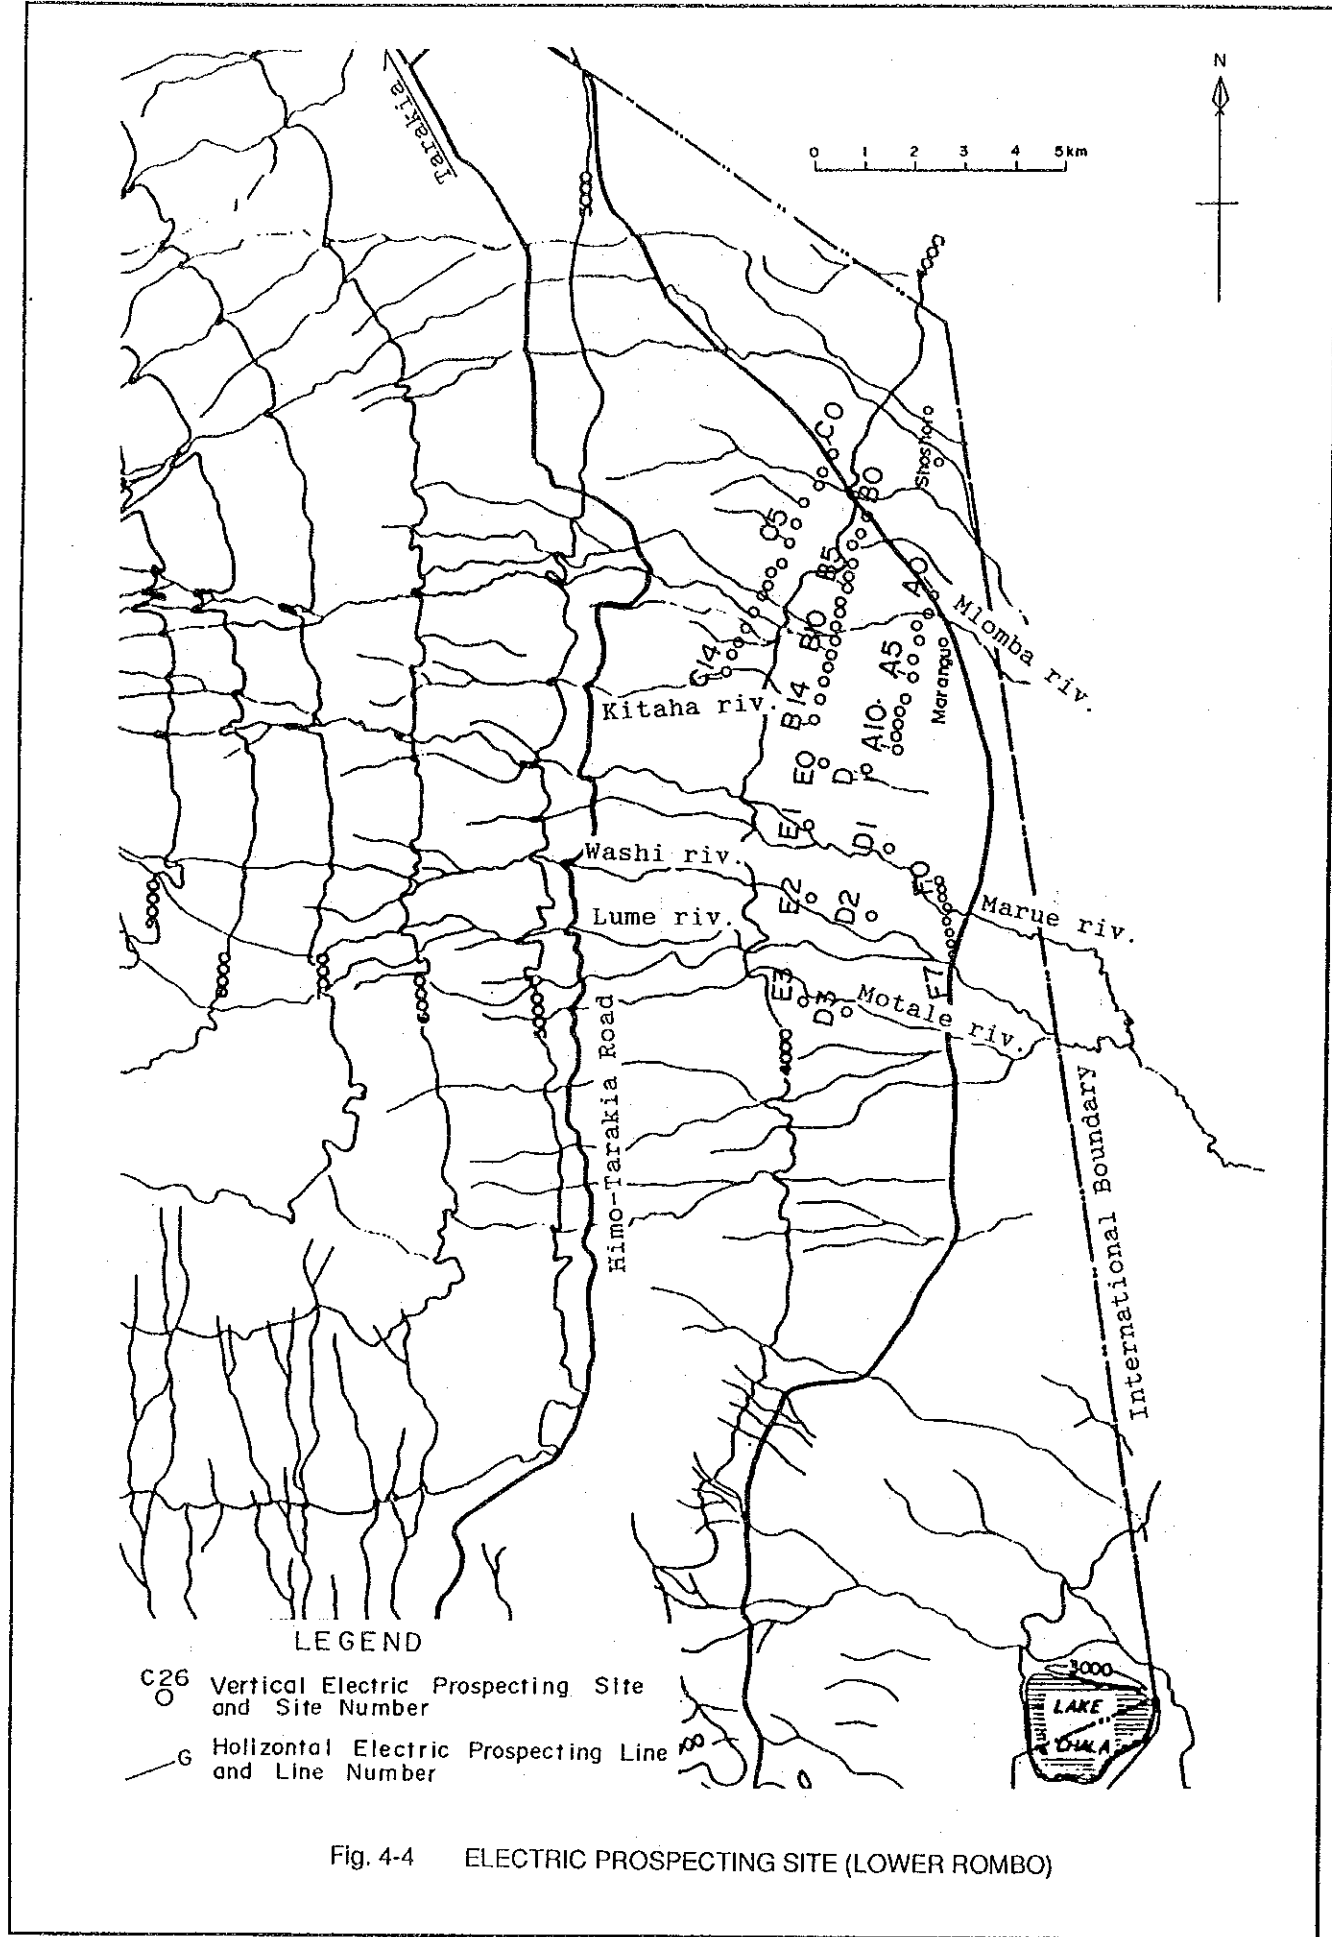 N
0 1 2 3 4 5km
Tarakia
5000
4000
C0
Shoshoro
B0
C5
B5
A0
Mlomba riv.
B10
A5
Maranguo
C14
Kitaha riv.
B14
A10
E0
D
E1
D1
Washi riv.
F0
E2
D2
Lume riv.
Marue riv.
9000
8000
7000
6000
5000
F7
E3
D3
Motale riv.
4000
Himo-Tarakia Road
International Boundary
LEGEND
C26
Vertical Electric Prospecting Site
and Site Number
G
Holizontal Electric Prospecting Line
and Line Number
3000
LAKE
CHALA
Fig. 4-4 ELECTRIC PROSPECTING SITE (LOWER ROMBO)